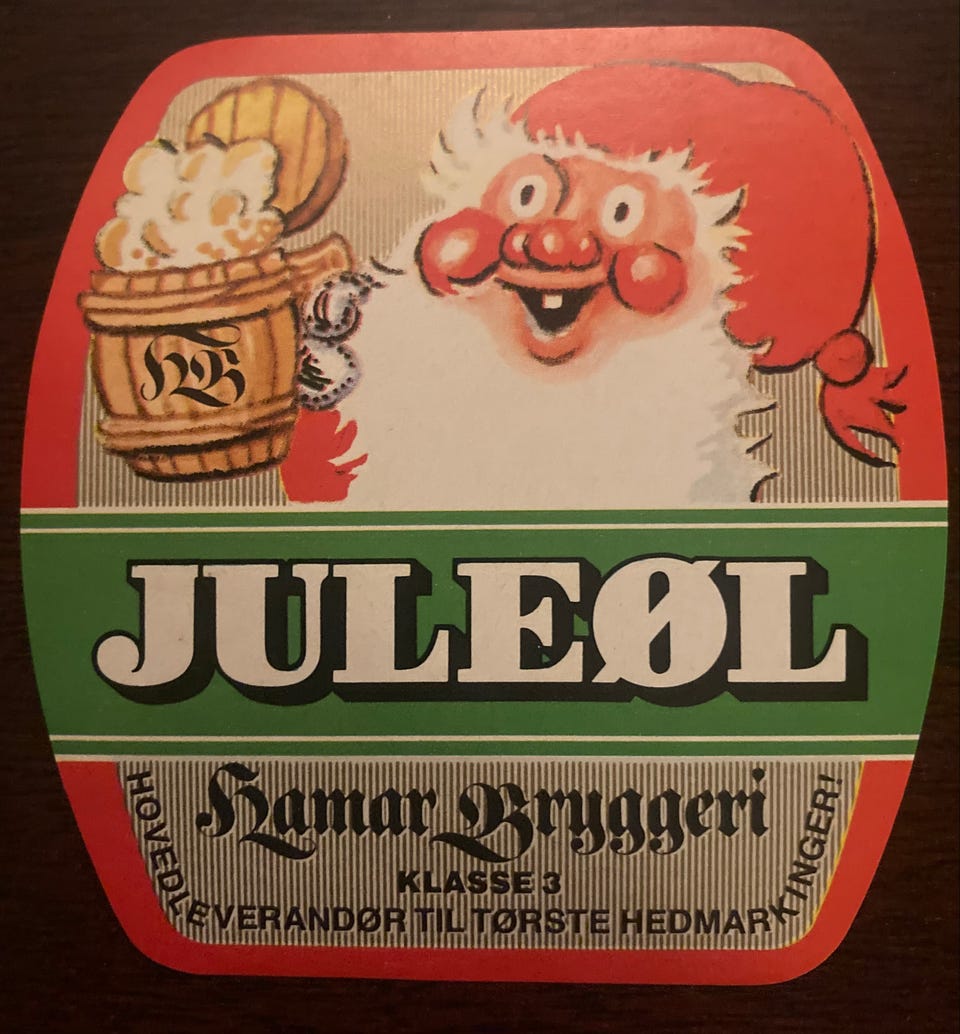 HB
JULEØL
Hamar Bryggeri
KLASSE 3
HOVEDLEVERANDØR TIL TØRSTE HEDMARKINGER!